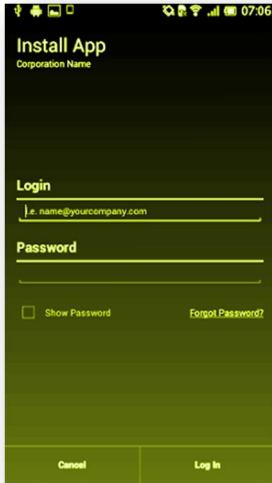 07:06
Install App
Corporation Name
Login
i.e. name@yourcompany.com
Password
Show Password Forgot Password?
Cancel Log In